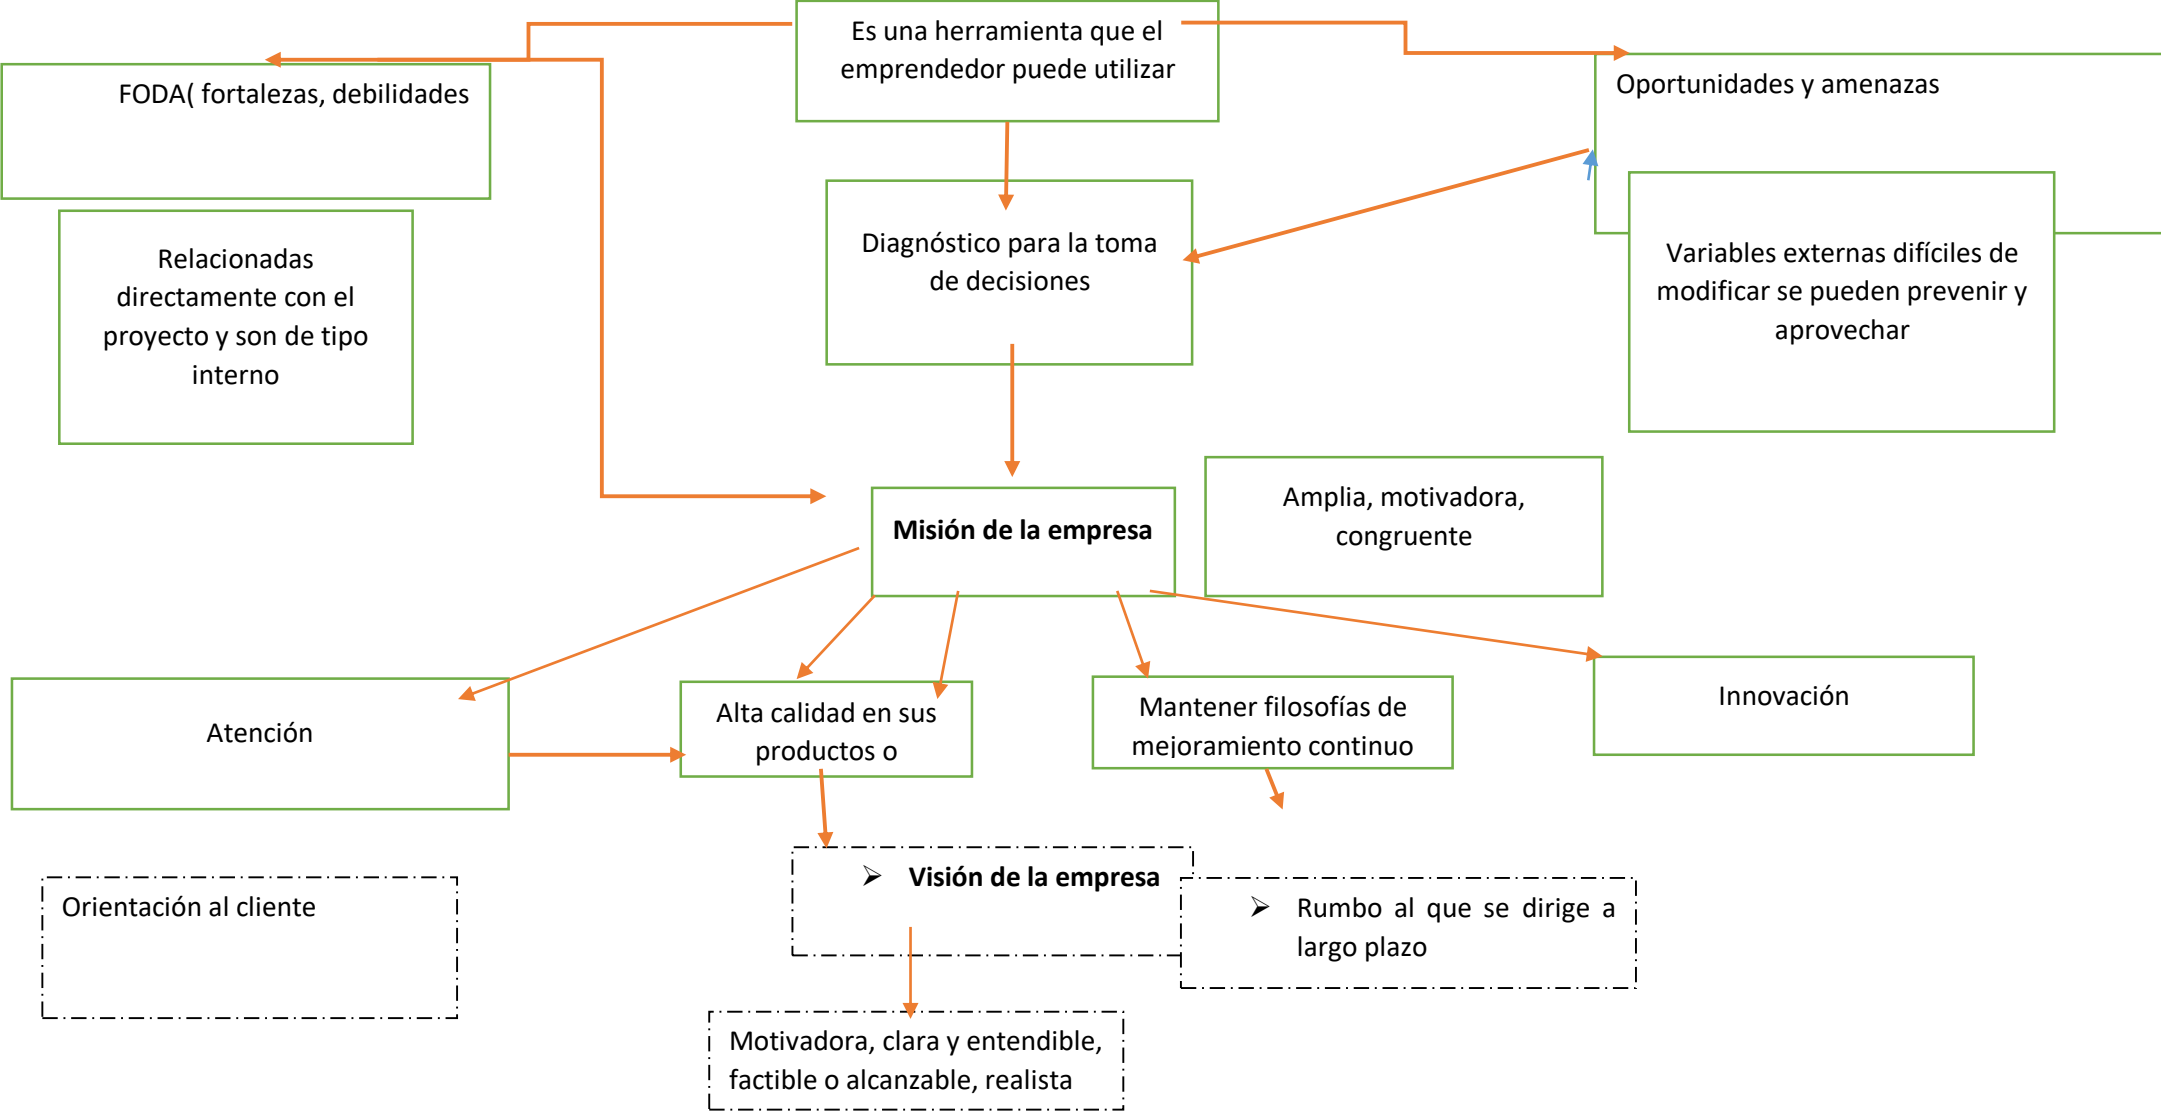 Es una herramienta que el
emprendedor puede utilizar
FODA( fortalezas, debilidades
Oportunidades y amenazas
Relacionadas
directamente con el
proyecto y son de tipo
interno
Diagnóstico para la toma
de decisiones
Variables externas difíciles de
modificar se pueden prevenir y
aprovechar
Misión de la empresa
Amplia, motivadora,
congruente
Atención
Alta calidad en sus
productos o
Mantener filosofías de
mejoramiento continuo
Innovación
Orientación al cliente
➢ Visión de la empresa
➢ Rumbo al que se dirige a
largo plazo
Motivadora, clara y entendible,
factible o alcanzable, realista